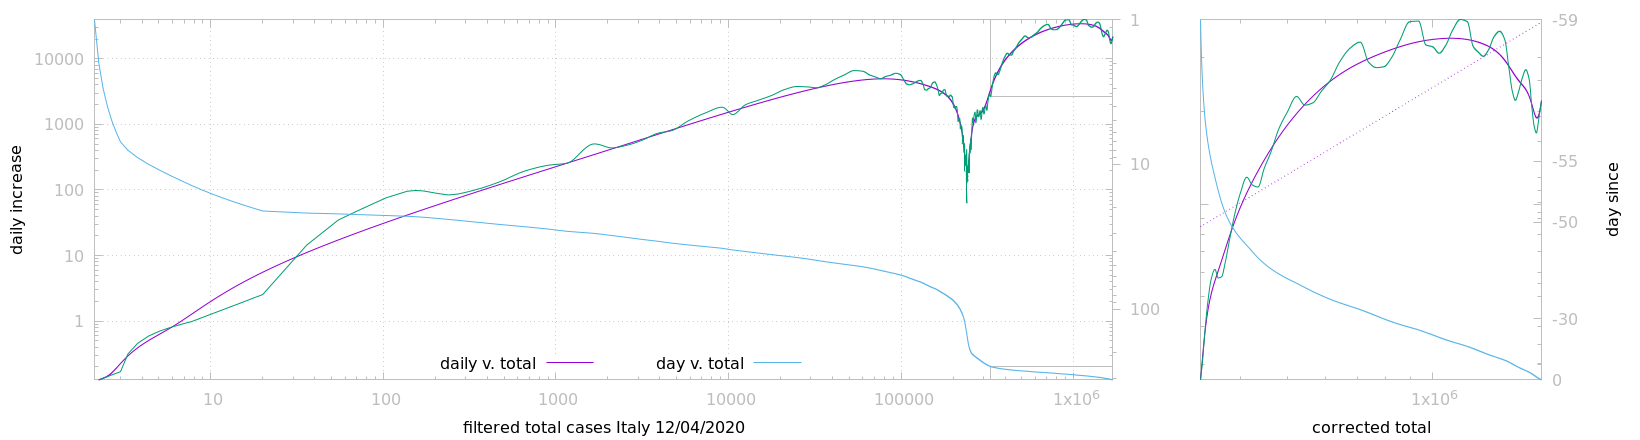 10000
1000
100
10
1
daily increase
10
100
1000
10000
100000
1x10^6
filtered total cases Italy 12/04/2020
daily v. total
day v. total
1
10
100
1x10^6
corrected total
-59
-55
-50
-30
0
day since